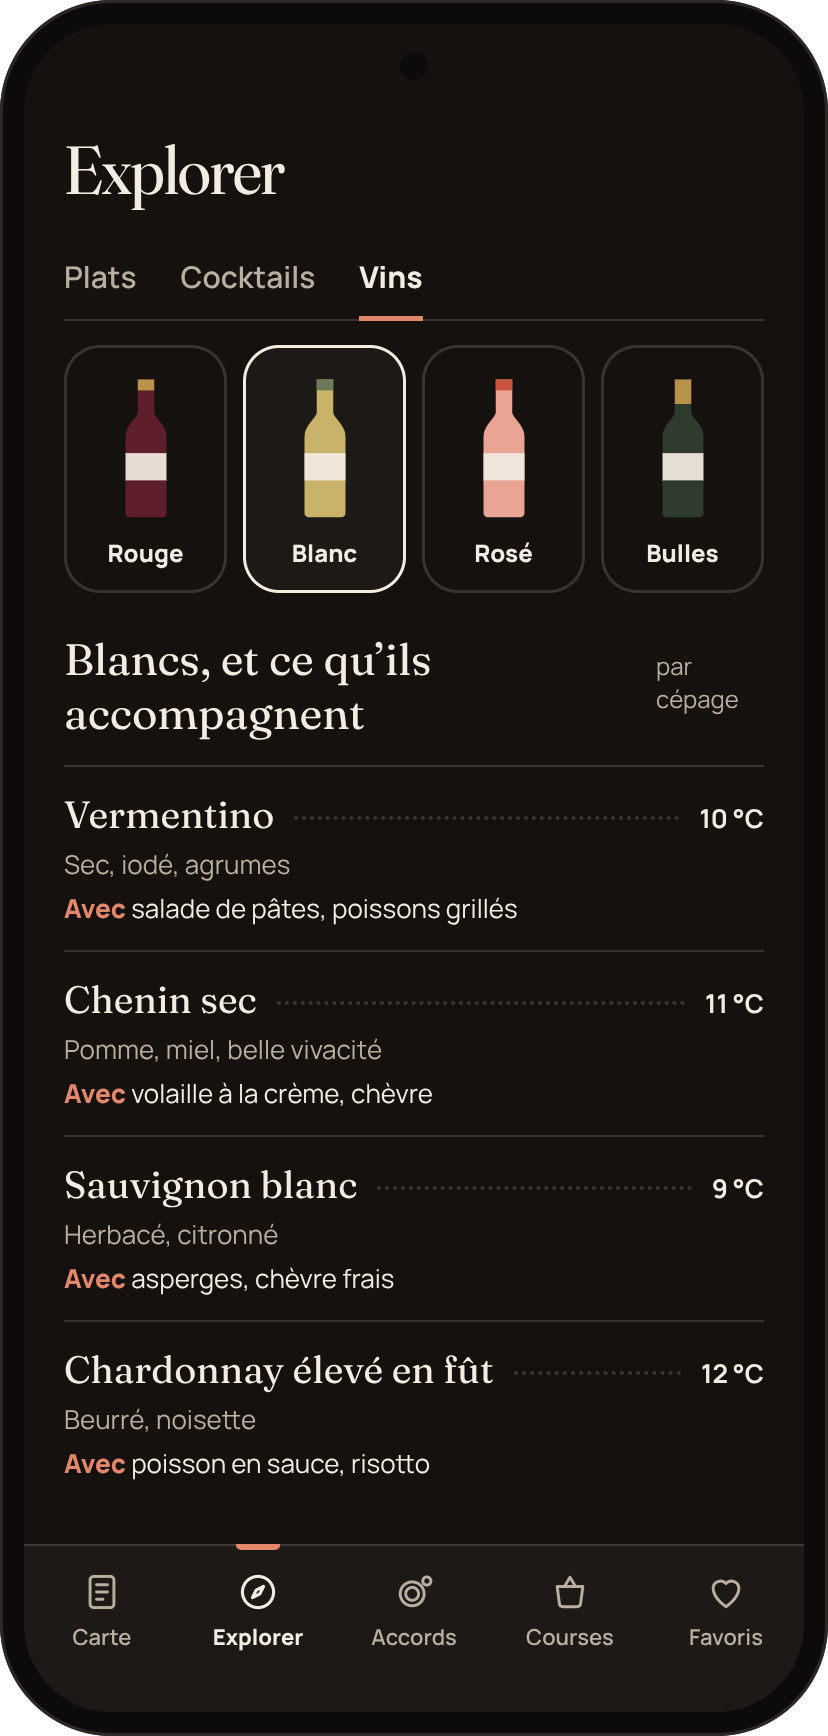 Explorer
Plats Cocktails Vins
Rouge Blanc Rosé Bulles
Blancs, et ce qu’ils
accompagnent
par
cépage
Vermentino 10 °C
Sec, iodé, agrumes
Avec salade de pâtes, poissons grillés
Chenin sec 11 °C
Pomme, miel, belle vivacité
Avec volaille à la crème, chèvre
Sauvignon blanc 9 °C
Herbacé, citronné
Avec asperges, chèvre frais
Chardonnay élevé en fût 12 °C
Beurré, noisette
Avec poisson en sauce, risotto
Carte Explorer Accords Courses Favoris